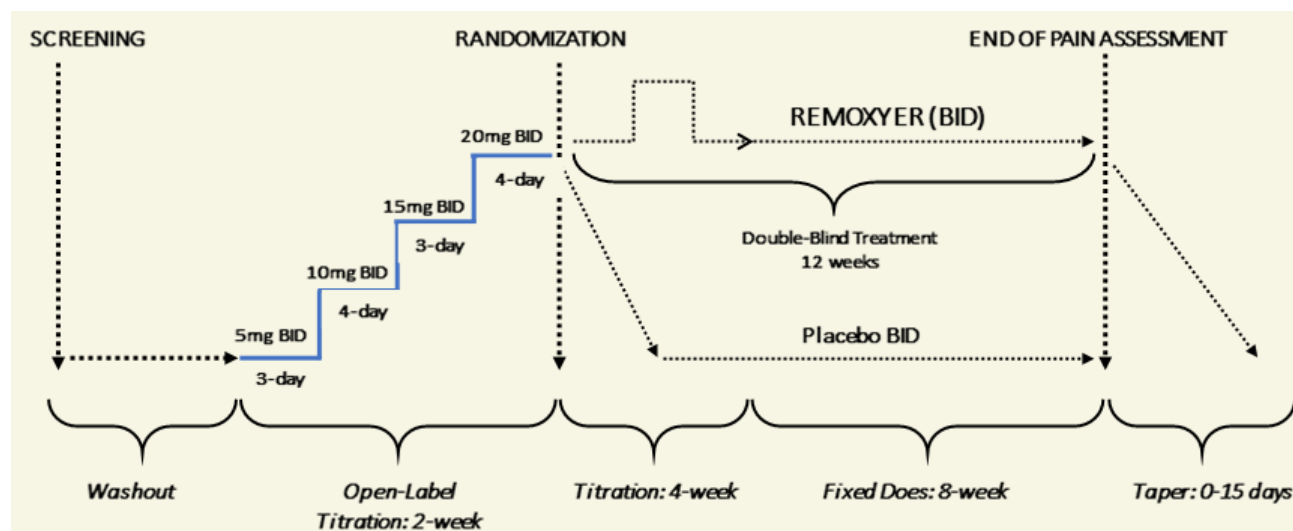 SCREENING
RANDOMIZATION
END OF PAIN ASSESSMENT
20mg BID
4-day
REMOXYER (BID)
15mg BID
3-day
Double-Blind Treatment
12 weeks
10mg BID
4-day
5mg BID
3-day
Placebo BID
Washout
Open-Label
Titration: 2-week
Titration: 4-week
Fixed Does: 8-week
Taper: 0-15 days